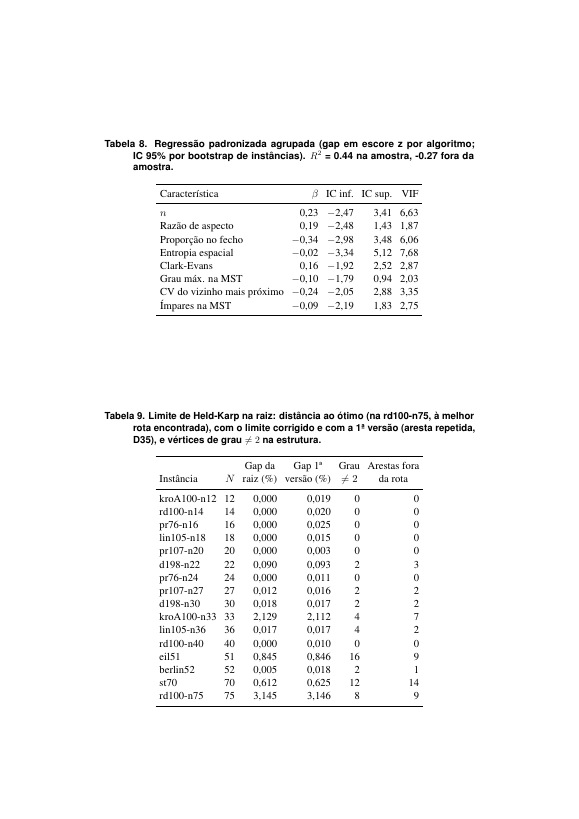 Tabela 8. Regressão padronizada agrupada (gap em escore z por algoritmo;
IC 95% por bootstrap de instâncias). R² = 0.44 na amostra, -0.27 fora da
amostra.
Característica β IC inf. IC sup. VIF
n 0,23 −2,47 3,41 6,63
Razão de aspecto 0,19 −2,48 1,43 1,87
Proporção no fecho −0,34 −2,98 3,48 6,06
Entropia espacial −0,02 −3,34 5,12 7,68
Clark-Evans 0,16 −1,92 2,52 2,87
Grau máx. na MST −0,10 −1,79 0,94 2,03
CV do vizinho mais próximo −0,24 −2,05 2,88 3,35
Ímpares na MST −0,09 −2,19 1,83 2,75
Tabela 9. Limite de Held-Karp na raiz: distância ao ótimo (na rd100-n75, à melhor
rota encontrada), com o limite corrigido e com a 1ª versão (aresta repetida,
D35), e vértices de grau ≠ 2 na estrutura.
Gap da Gap 1ª Grau Arestas fora
Instância N raiz (%) versão (%) ≠ 2 da rota
kroA100-n12 12 0,000 0,019 0 0
rd100-n14 14 0,000 0,020 0 0
pr76-n16 16 0,000 0,025 0 0
lin105-n18 18 0,000 0,015 0 0
pr107-n20 20 0,000 0,003 0 0
d198-n22 22 0,090 0,093 2 3
pr76-n24 24 0,000 0,011 0 0
pr107-n27 27 0,012 0,016 2 2
d198-n30 30 0,018 0,017 2 2
kroA100-n33 33 2,129 2,112 4 7
lin105-n36 36 0,017 0,017 4 2
rd100-n40 40 0,000 0,010 0 0
eil51 51 0,845 0,846 16 9
berlin52 52 0,005 0,018 2 1
st70 70 0,612 0,625 12 14
rd100-n75 75 3,145 3,146 8 9